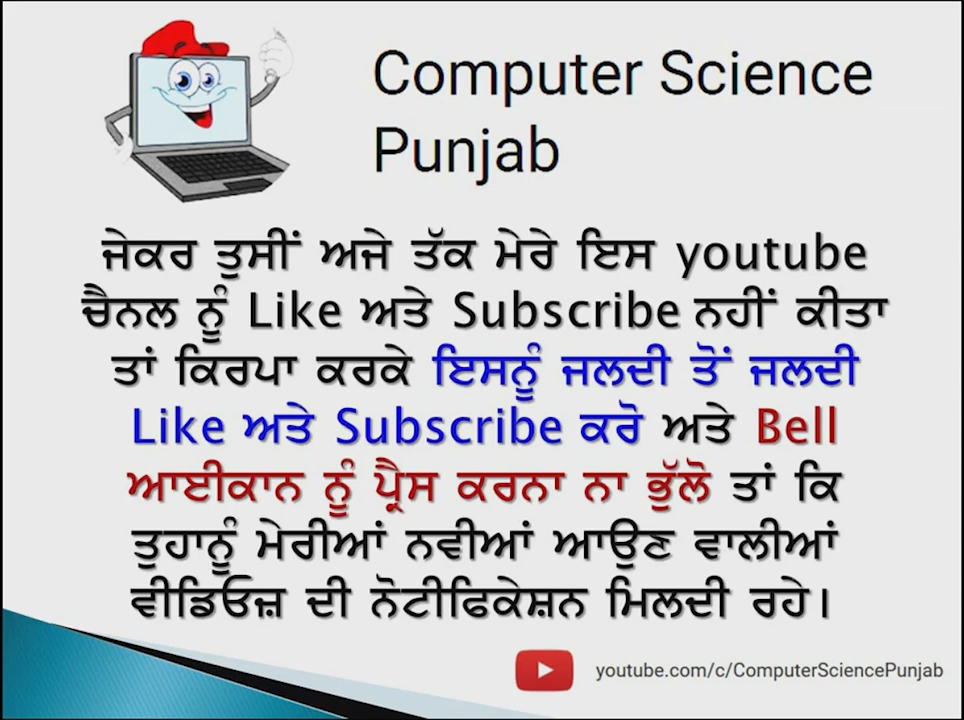 Computer Science
Punjab
ਜੇਕਰ ਤੁਸੀਂ ਅਜੇ ਤੱਕ ਮੇਰੇ ਇਸ youtube
ਚੈਨਲ ਨੂੰ Like ਅਤੇ Subscribe ਨਹੀਂ ਕੀਤਾ
ਤਾਂ ਕਿਰਪਾ ਕਰਕੇ ਇਸਨੂੰ ਜਲਦੀ ਤੋਂ ਜਲਦੀ
Like ਅਤੇ Subscribe ਕਰੋ ਅਤੇ Bell
ਆਈਕਾਨ ਨੂੰ ਪ੍ਰੈਸ ਕਰਨਾ ਨਾ ਭੁੱਲੋ ਤਾਂ ਕਿ
ਤੁਹਾਨੂੰ ਮੇਰੀਆਂ ਨਵੀਆਂ ਆਉਣ ਵਾਲੀਆਂ
ਵੀਡਿਓਜ਼ ਦੀ ਨੋਟੀਫਿਕੇਸ਼ਨ ਮਿਲਦੀ ਰਹੇ।
youtube.com/c/ComputerSciencePunjab